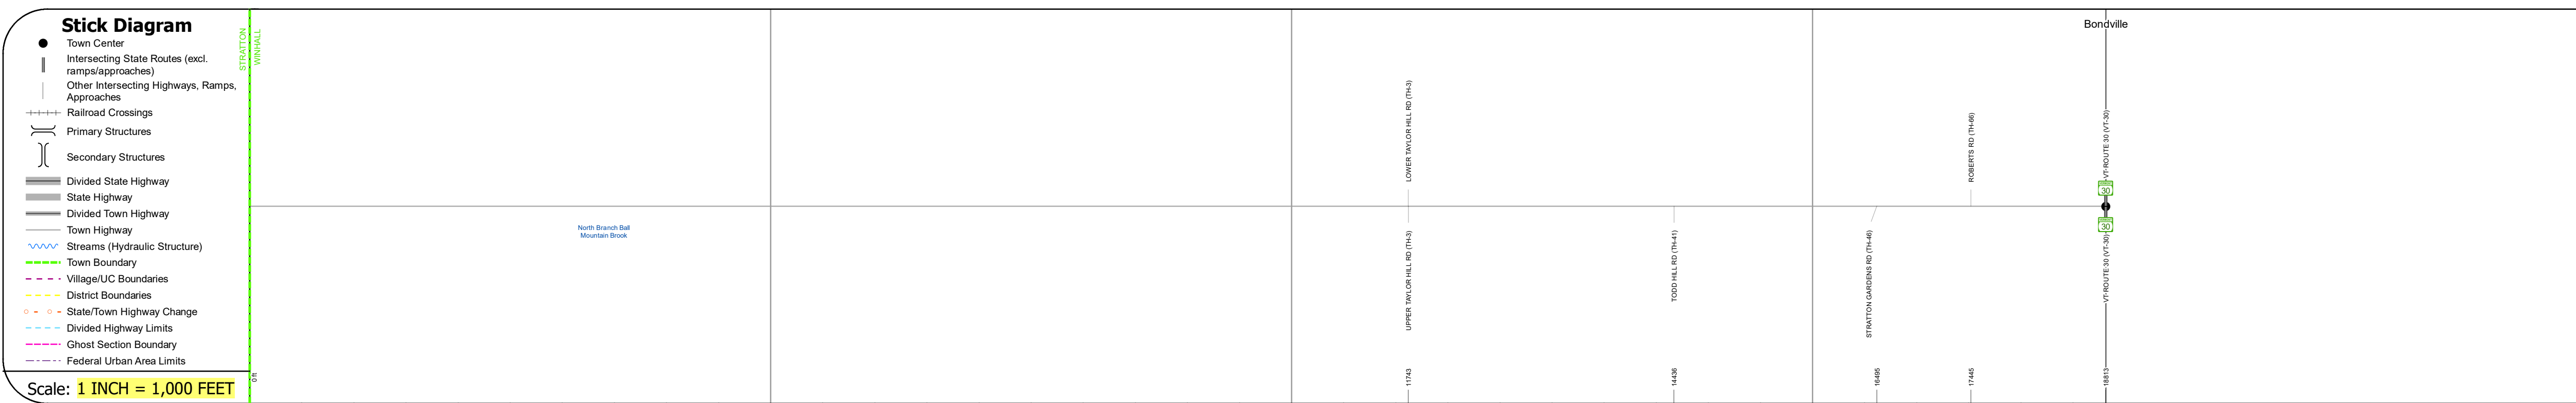 Stick Diagram
Town Center
Intersecting State Routes (excl.
ramps/approaches)
Other Intersecting Highways, Ramps,
Approaches
Railroad Crossings
Primary Structures
Secondary Structures
Divided State Highway
State Highway
Divided Town Highway
Town Highway
Streams (Hydraulic Structure)
Town Boundary
Village/UC Boundaries
District Boundaries
State/Town Highway Change
Divided Highway Limits
Ghost Section Boundary
Federal Urban Area Limits
Scale: 1 INCH = 1,000 FEET
STRATTON
WINHALL
0 ft
North Branch Ball
Mountain Brook
LOWER TAYLOR HILL RD (TH-3)
UPPER TAYLOR HILL RD (TH-3)
11743
TODD HILL RD (TH-41)
14436
STRATTON GARDENS RD (TH-46)
16495
ROBERTS RD (TH-66)
17445
Bondville
VT-ROUTE 30 (VT-30)
30
30
VT-ROUTE-30 (VT-30)
18813